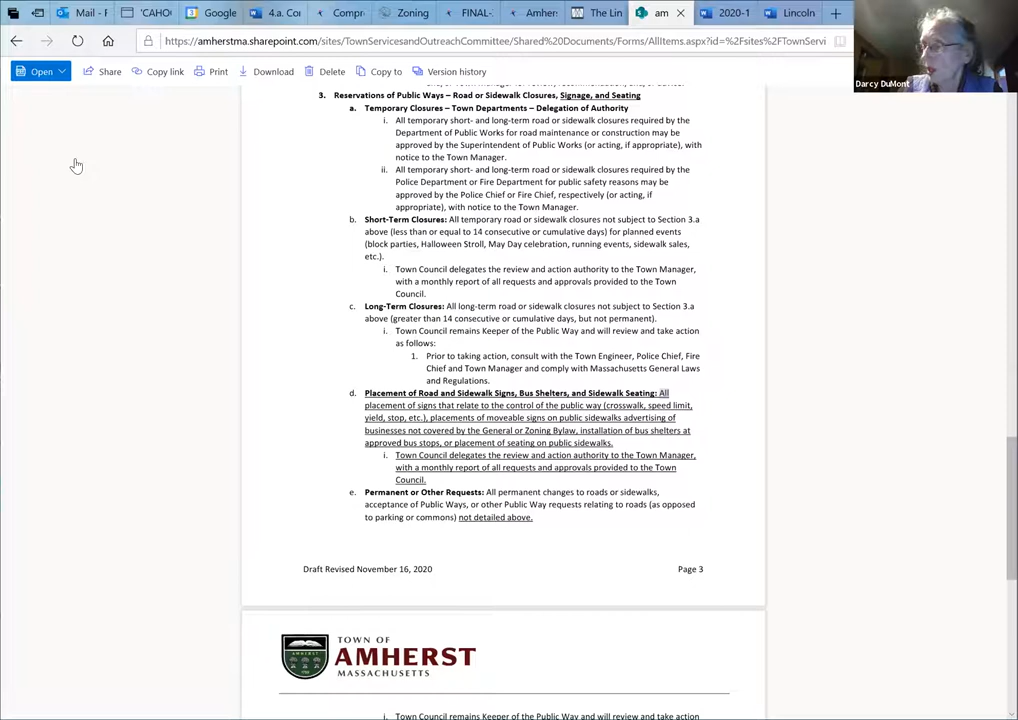 Mail - F
'CAHO
Google
4.a. Cor
Compre
Zoning
FINAL-
Amhers
The Lin
am
2020-1
Lincoln
https://amherstma.sharepoint.com/sites/TownServicesandOutreachCommittee/Shared%20Documents/Forms/AllItems.aspx?id=%2Fsites%2FTownServi
Open
Share
Copy link
Print
Download
Delete
Copy to
Version history
Darcy DuMont
3. Reservations of Public Ways – Road or Sidewalk Closures, Signage, and Seating
a. Temporary Closures – Town Departments – Delegation of Authority
i. All temporary short- and long-term road or sidewalk closures required by the
Department of Public Works for road maintenance or construction may be
approved by the Superintendent of Public Works (or acting, if appropriate), with
notice to the Town Manager.
ii. All temporary short- and long-term road or sidewalk closures required by the
Police Department or Fire Department for public safety reasons may be
approved by the Police Chief or Fire Chief, respectively (or acting, if
appropriate), with notice to the Town Manager.
b. Short-Term Closures: All temporary road or sidewalk closures not subject to Section 3.a
above (less than or equal to 14 consecutive or cumulative days) for planned events
(block parties, Halloween Stroll, May Day celebration, running events, sidewalk sales,
etc.).
i. Town Council delegates the review and action authority to the Town Manager,
with a monthly report of all requests and approvals provided to the Town
Council.
c. Long-Term Closures: All long-term road or sidewalk closures not subject to Section 3.a
above (greater than 14 consecutive or cumulative days, but not permanent).
i. Town Council remains Keeper of the Public Way and will review and take action
as follows:
1. Prior to taking action, consult with the Town Engineer, Police Chief, Fire
Chief and Town Manager and comply with Massachusetts General Laws
and Regulations.
d. Placement of Road and Sidewalk Signs, Bus Shelters, and Sidewalk Seating: All
placement of signs that relate to the control of the public way (crosswalk, speed limit,
yield, stop, etc.), placements of moveable signs on public sidewalks advertising of
businesses not covered by the General or Zoning Bylaw, installation of bus shelters at
approved bus stops, or placement of seating on public sidewalks.
i. Town Council delegates the review and action authority to the Town Manager,
with a monthly report of all requests and approvals provided to the Town
Council.
e. Permanent or Other Requests: All permanent changes to roads or sidewalks,
acceptance of Public Ways, or other Public Way requests relating to roads (as opposed
to parking or commons) not detailed above.
Draft Revised November 16, 2020
Page 3
TOWN OF
AMHERST
MASSACHUSETTS
i. Town Council remains Keeper of the Public Way and will review and take action